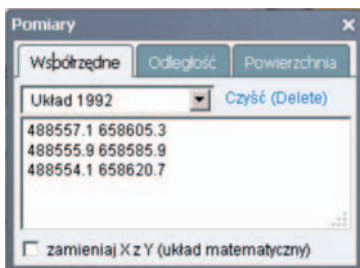 Pomiary
Współrzędne Odległość Powierzchnia
Układ 1992 Czyść (Delete)
488557.1 658605.3
488555.9 658585.9
488554.1 658620.7
zamieniaj X z Y (układ matematyczny)